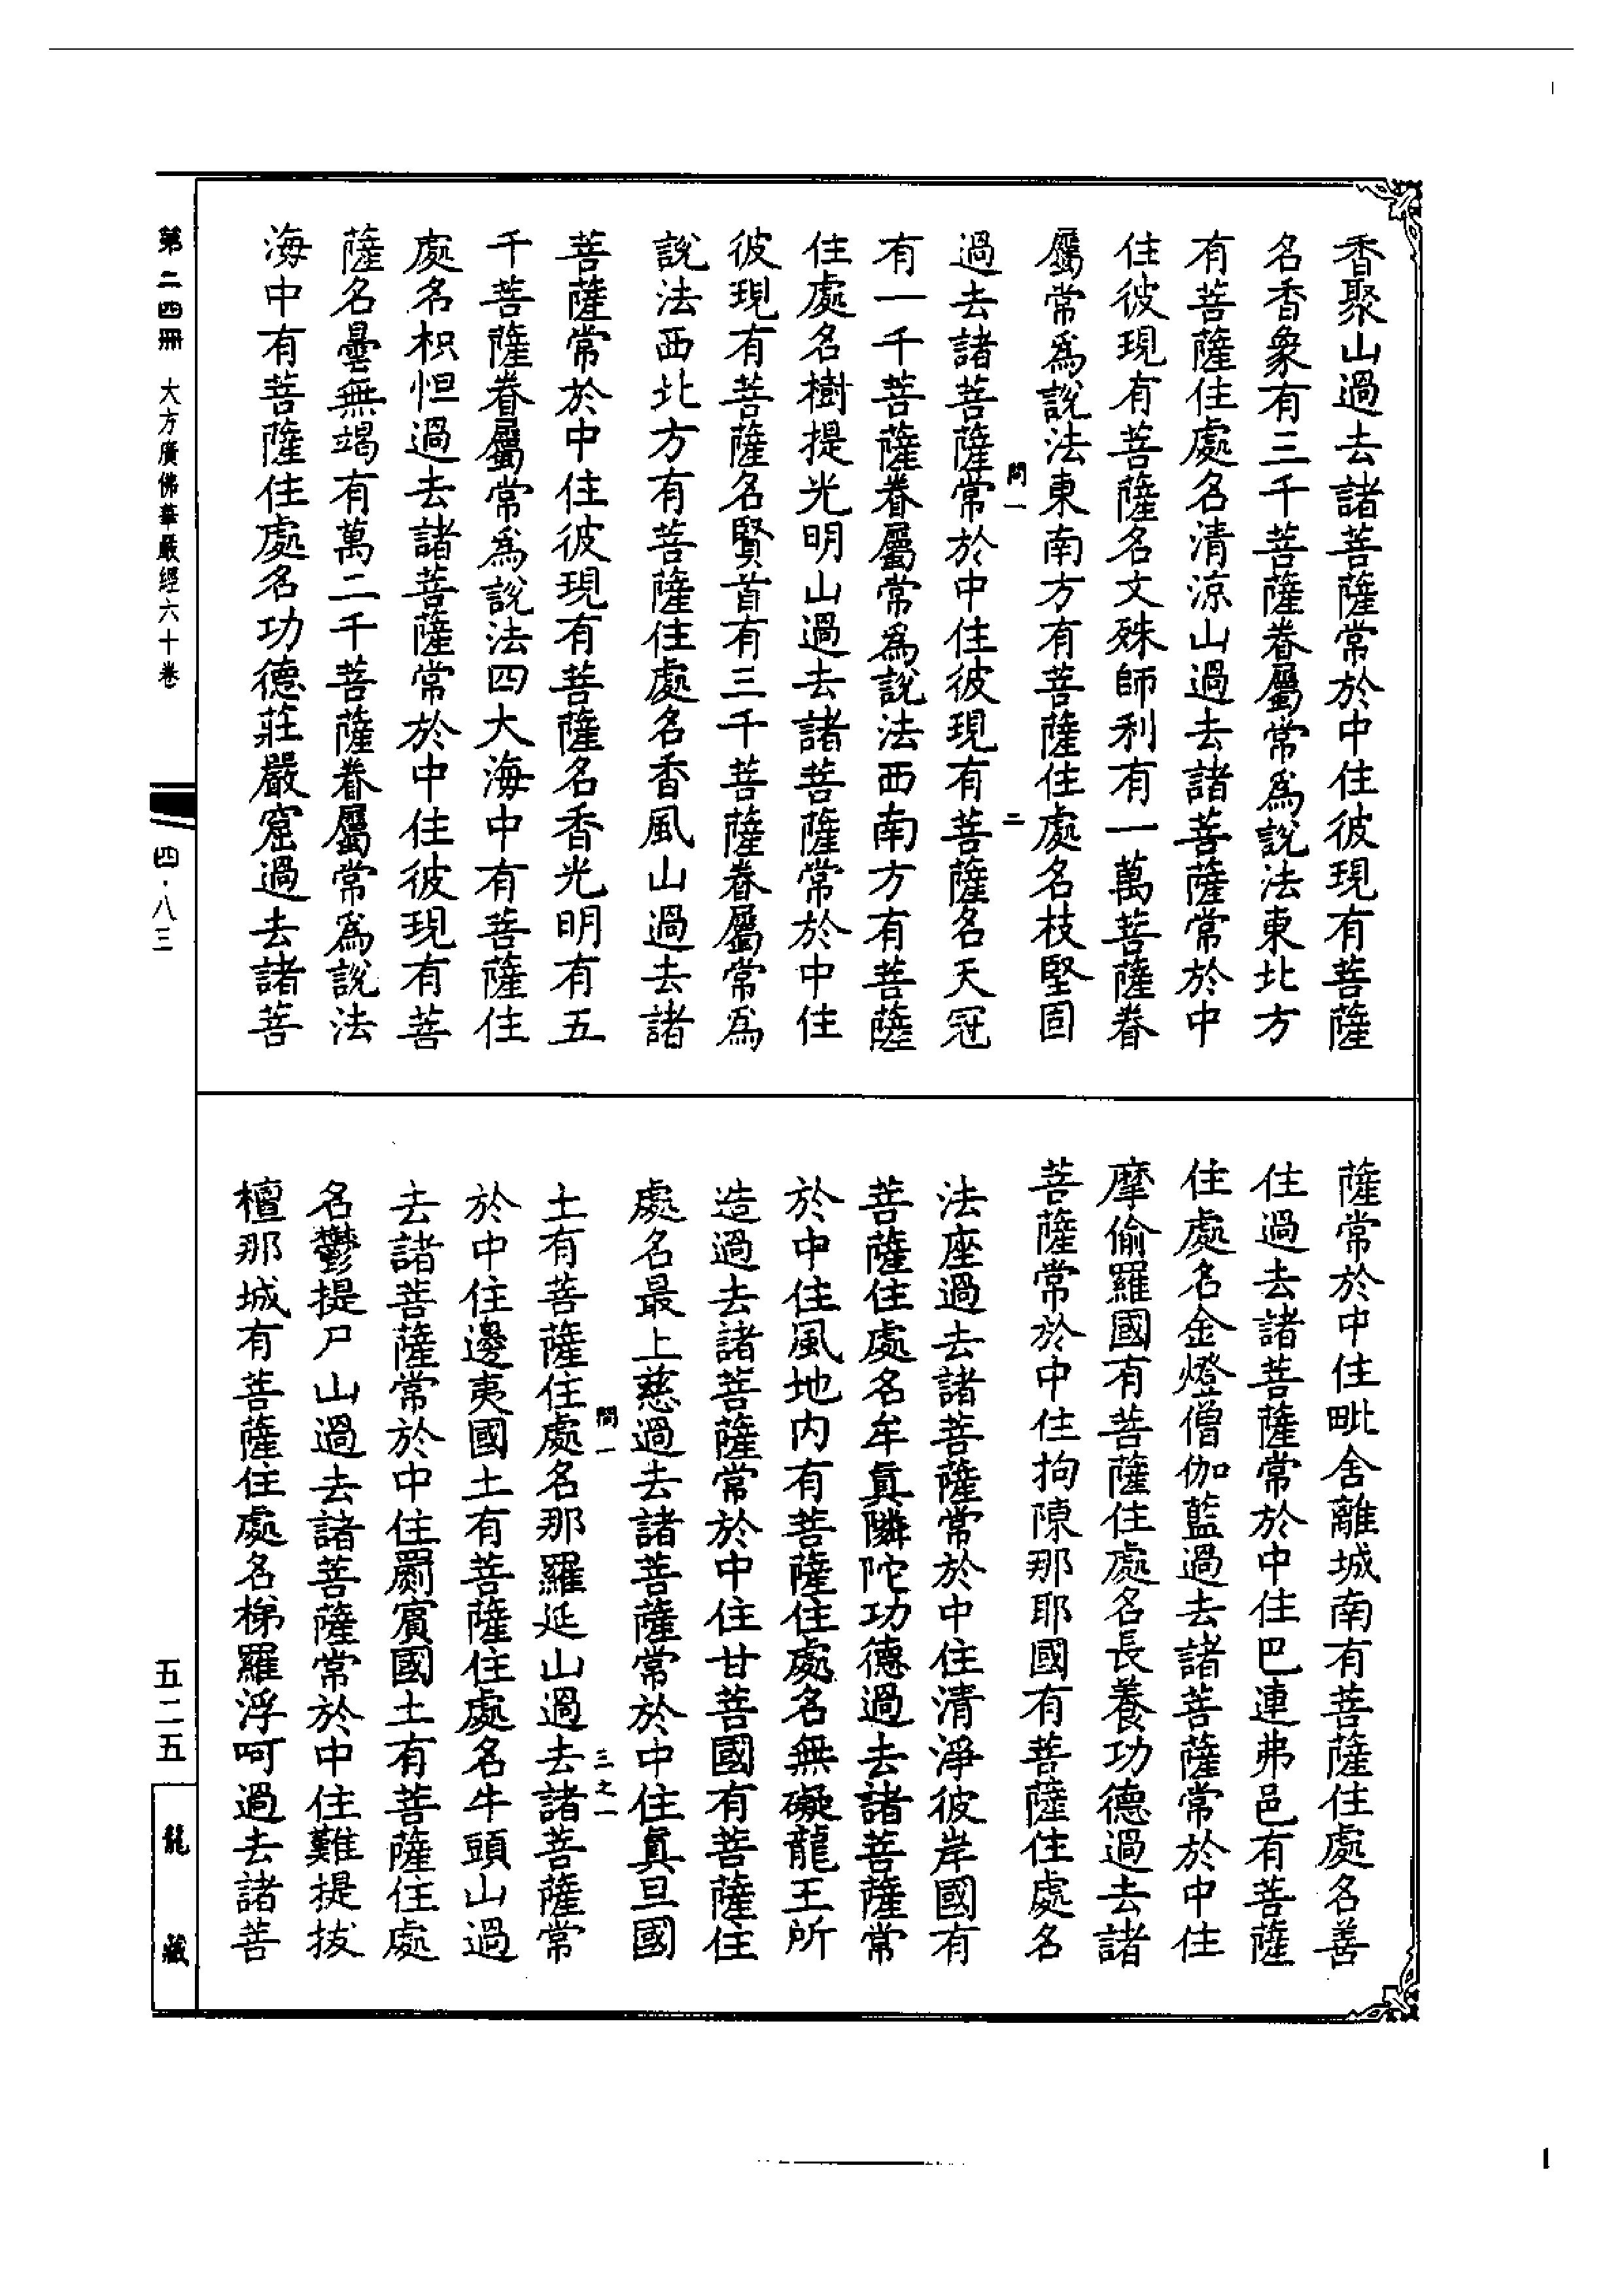 香聚山過去諸菩薩常於中住彼現有菩薩
名香象有三千菩薩眷屬常為說法東北方
有菩薩住處名清涼山過去諸菩薩常於中
住彼現有菩薩名文殊師利有一萬菩薩眷
屬常為說法東南方有菩薩住處名枝堅固
問一 二
過去諸菩薩常於中住彼現有菩薩名天冠
有一千菩薩眷屬常為說法西南方有菩薩
住處名樹提光明山過去諸菩薩常於中住
彼現有菩薩名賢首有三千菩薩眷屬常為
說法西北方有菩薩住處名香風山過去諸
菩薩常於中住彼現有菩薩名香光明有五
千菩薩眷屬常為說法四大海中有菩薩住
處名枳怛過去諸菩薩常於中住彼現有菩
薩名曇無竭有萬二千菩薩眷屬常為說法
海中有菩薩住處名功德莊嚴窟過去諸菩
薩常於中住毗舍離城南有菩薩住處名善
住過去諸菩薩常於中住巴連弗邑有菩薩
住處名金燈僧伽藍過去諸菩薩常於中住
摩偷羅國有菩薩住處名長養功德過去諸
菩薩常於中住拘陳那耶國有菩薩住處名
法座過去諸菩薩常於中住清淨彼岸國有
菩薩住處名牟真隣陀功德過去諸菩薩常
於中住風地內有菩薩住處名無礙龍王所
造過去諸菩薩常於中住甘菩國有菩薩住
處名最上慈過去諸菩薩常於中住真旦國
問一 三之一
土有菩薩住處名那羅延山過去諸菩薩常
於中住邊夷國土有菩薩住處名牛頭山過
去諸菩薩常於中住罽賓國土有菩薩住處
名鬱提尸山過去諸菩薩常於中住難提拔
檀那城有菩薩住處名梯羅浮呵過去諸菩
第二四冊 大方廣佛華嚴經六十卷
四·八三
五二五
龍藏